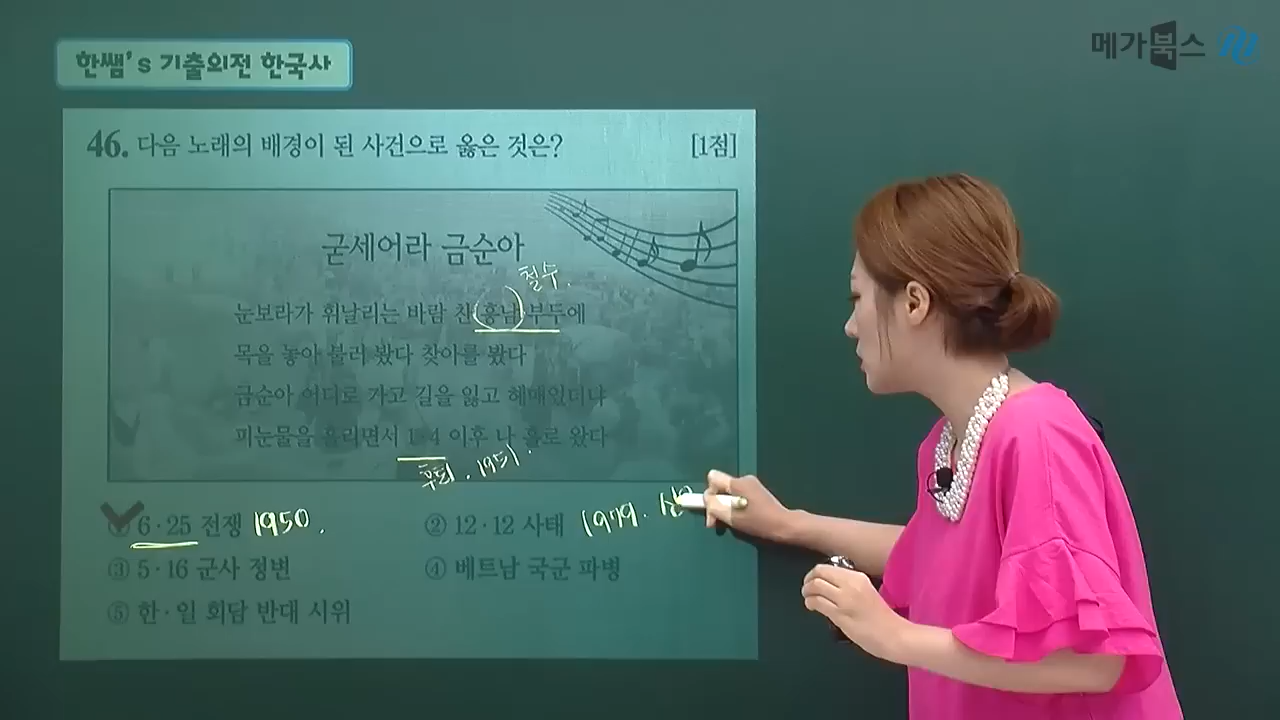 한쌤's 기출의전 한국사
메가북스
46. 다음 노래의 배경이 된 사건으로 옳은 것은? [1점]
굳세어라 금순아
철수.
눈보라가 휘날리는 바람 찬 흥남 부두에
목을 놓아 불러 봤다 찾아를 봤다
금순아 어디로 가고 길을 잃고 헤매었더냐
피눈물을 흘리면서 1·4 이후 나 홀로 왔다
후퇴. 1951.
① 6·25 전쟁 1950. ② 12·12 사태 1979.
③ 5·16 군사 정변 ④ 베트남 국군 파병
⑤ 한·일 회담 반대 시위